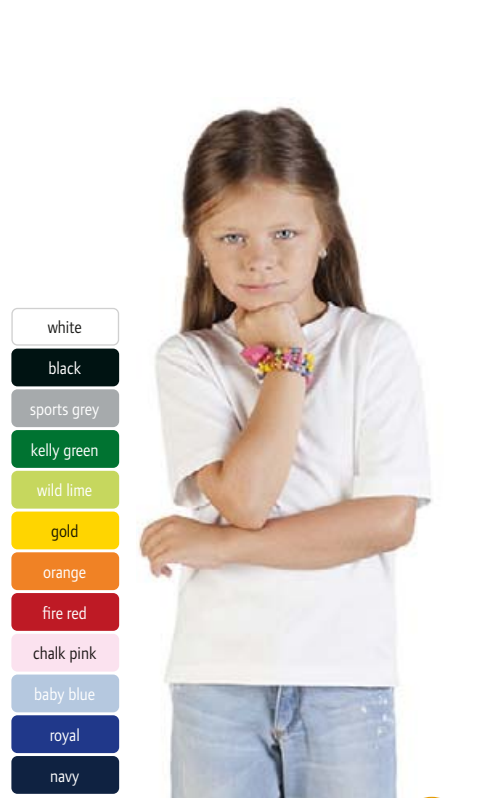 white
black
sports grey
kelly green
wild lime
gold
orange
fire red
chalk pink
baby blue
royal
navy